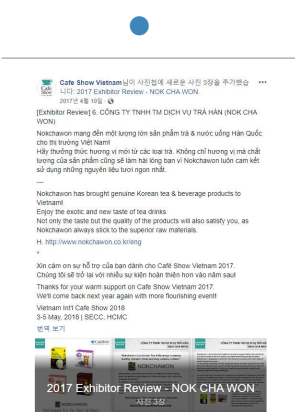 Cafe Show Vietnam님이 사진첩에 새로운 사진 3장을 추가했습
니다: 2017 Exhibitor Review - NOK CHA WON.
2017년 4월 10일
[Exhibitor Review] 6. CÔNG TY TNHH TM DỊCH VỤ TRÀ HÀN (NOK CHA
WON)
Nokchawon mang đến một lượng lớn sản phẩm trà & nước uống Hàn Quốc
cho thị trường Việt Nam!
Hãy thưởng thức hương vị mới từ các loại trà. Không chỉ hương vị mà chất
lượng của sản phẩm cũng sẽ làm hài lòng bạn vì Nokchawon luôn cam kết
sử dụng những nguyên liệu tươi ngon nhất.
---
Nokchawon has brought genuine Korean tea & beverage products to
Vietnam!
Enjoy the exotic and new taste of tea drinks
Not only the taste but the quality of the products will also satisfy you, as
Nokchawon always stick to the superior raw materials.
H. http://www.nokchawon.co.kr/eng
*
Xin cảm ơn sự hỗ trợ của bạn dành cho Café Show Việt Nam 2017.
Chúng tôi sẽ trở lại với nhiều sự kiện hoàn thiện hơn vào năm sau!
Thanks for your warm support on Cafe Show Vietnam 2017.
We'll come back next year again with more flourishing event!
Vietnam Int'l Cafe Show 2018
3-5 May, 2018 | SECC, HCMC
번역 보기
2017 Exhibitor Review - NOK CHA WON
사진 3장